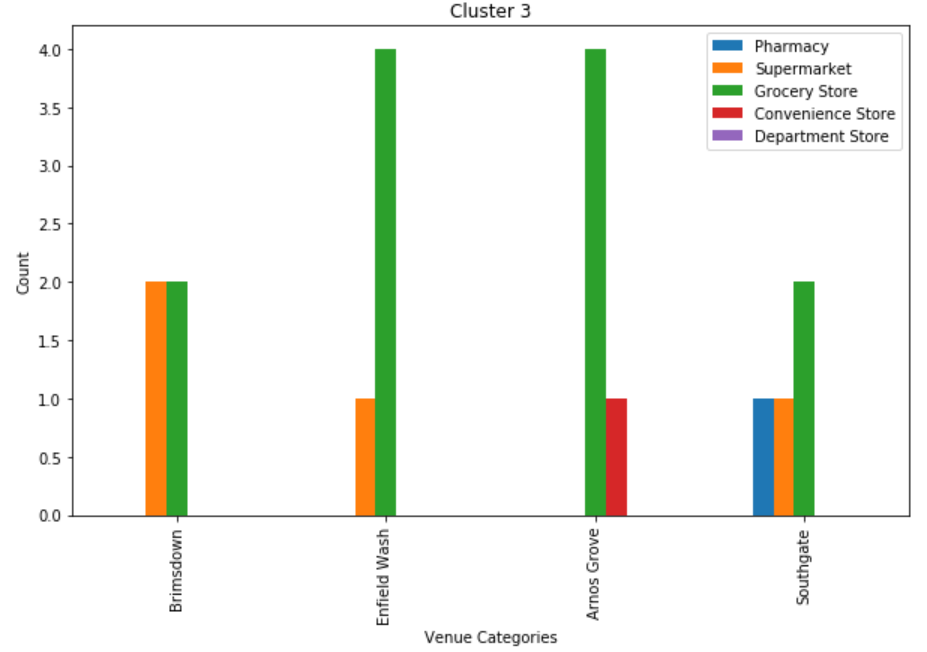 Cluster 3
Pharmacy
Supermarket
Grocery Store
Convenience Store
Department Store
4.0
3.5
3.0
2.5
2.0
1.5
1.0
0.5
0.0
Count
Brimsdown
Enfield Wash
Arnos Grove
Southgate
Venue Categories